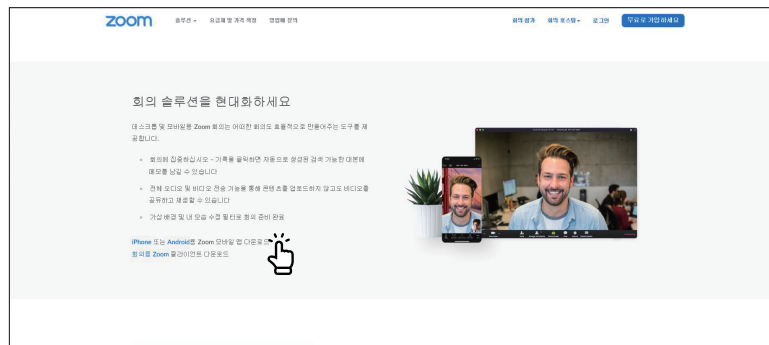 zoom
솔루션 요금제 및 가격 책정 영업팀 문의
회의 참가 회의 호스팅 로그인 무료로 가입하세요
회의 솔루션을 현대화하세요
데스크톱 및 모바일용 Zoom 회의는 어떠한 회의도 효율적으로 만들어주는 도구를 제
공합니다.
회의에 집중하십시오 - 기록을 클릭하면 자동으로 생성된 검색 가능한 대본에
메모를 남길 수 있습니다
전체 오디오 및 비디오 전송 기능을 통해 콘텐츠를 업로드하지 않고도 비디오를
공유하고 재생할 수 있습니다
가상 배경 및 내 모습 수정 필터로 회의 준비 완료
iPhone 또는 Android용 Zoom 모바일 앱 다운로드
회의용 Zoom 클라이언트 다운로드